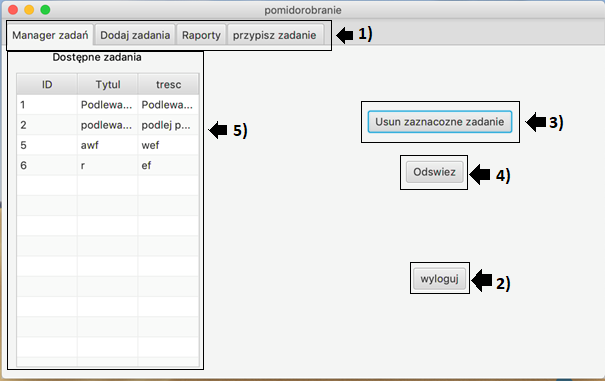 pomidorobranie
Manager zadań Dodaj zadania Raporty przypisz zadanie 1)
Dostępne zadania
ID Tytul tresc
1 Podlewa... Podlewa...
2 podlewa... podlej p...
5 awf wef
6 r ef
5)
Usun zaznacozne zadanie 3)
Odswiez 4)
wyloguj 2)